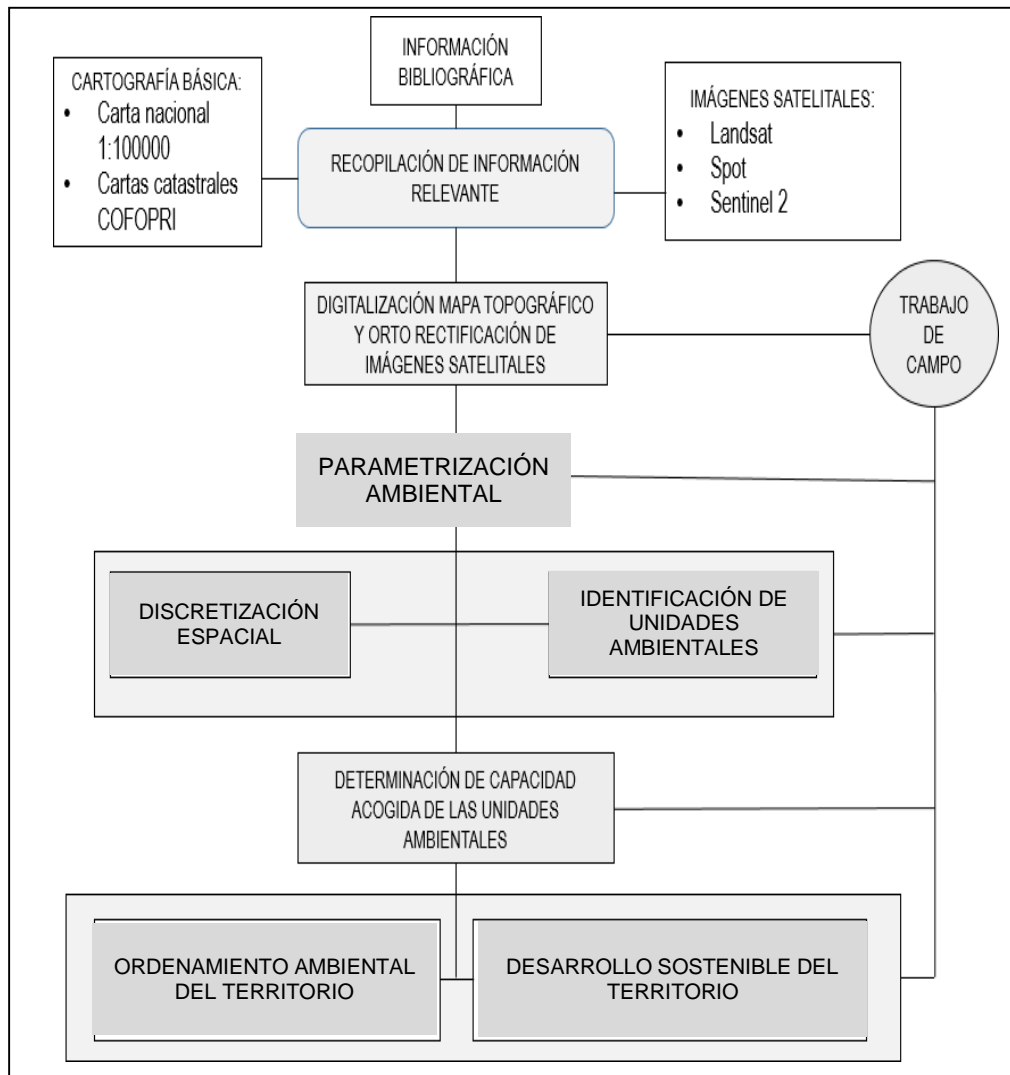 INFORMACIÓN
BIBLIOGRÁFICA
CARTOGRAFÍA BÁSICA:
• Carta nacional
1:100000
• Cartas catastrales
COFOPRI
RECOPILACIÓN DE INFORMACIÓN
RELEVANTE
IMÁGENES SATELITALES:
• Landsat
• Spot
• Sentinel 2
DIGITALIZACIÓN MAPA TOPOGRÁFICO
Y ORTO RECTIFICACIÓN DE
IMÁGENES SATELITALES
TRABAJO
DE
CAMPO
PARAMETRIZACIÓN
AMBIENTAL
DISCRETIZACIÓN
ESPACIAL
IDENTIFICACIÓN DE
UNIDADES
AMBIENTALES
DETERMINACIÓN DE CAPACIDAD
ACOGIDA DE LAS UNIDADES
AMBIENTALES
ORDENAMIENTO AMBIENTAL
DEL TERRITORIO
DESARROLLO SOSTENIBLE DEL
TERRITORIO